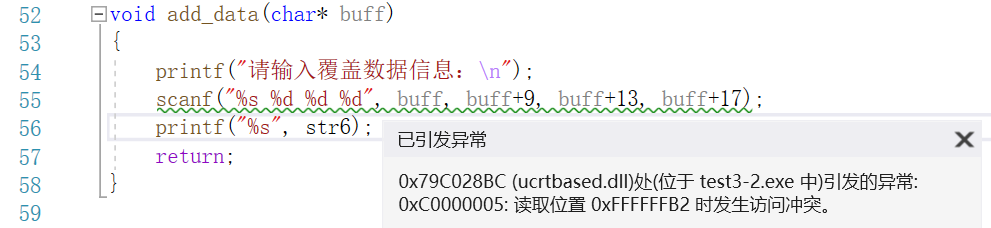 52 void add_data(char* buff)
53 {
54 printf("请输入覆盖数据信息：\n");
55 scanf("%s %d %d %d", buff, buff+9, buff+13, buff+17);
56 printf("%s", str6);
57 return;
58 }
59
已引发异常
0x79C028BC (ucrtbased.dll)处(位于 test3-2.exe 中)引发的异常:
0xC0000005: 读取位置 0xFFFFFFB2 时发生访问冲突。